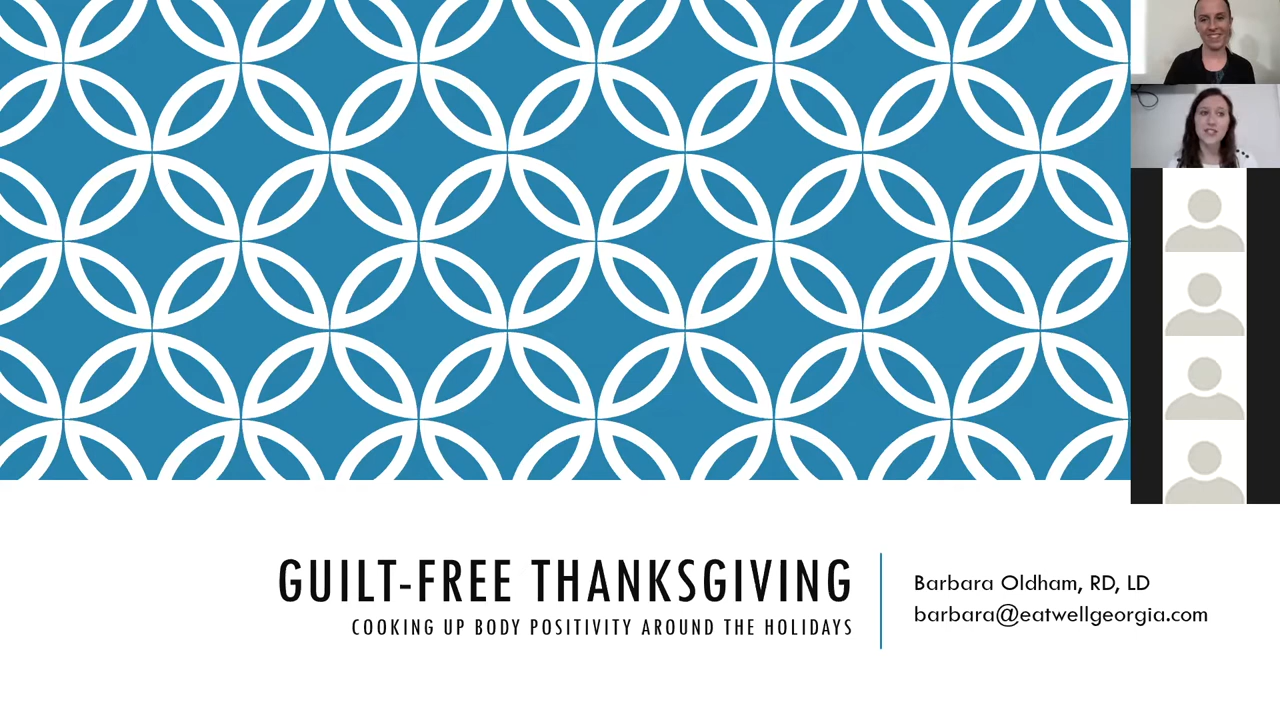 GUILT-FREE THANKSGIVING
COOKING UP BODY POSITIVITY AROUND THE HOLIDAYS
Barbara Oldham, RD, LD
barbara@eatwellgeorgia.com